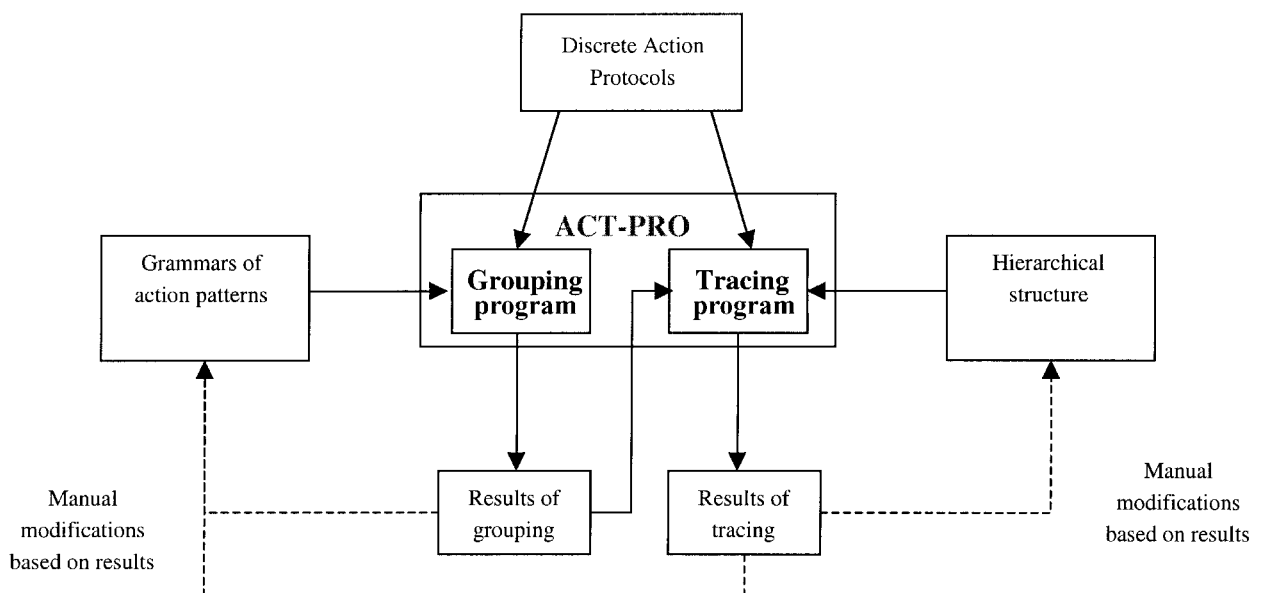 Discrete Action
Protocols
ACT-PRO
Grammars of
action patterns
Grouping
program
Tracing
program
Hierarchical
structure
Manual
modifications
based on results
Results of
grouping
Results of
tracing
Manual
modifications
based on results